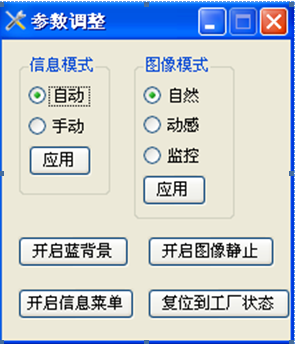 参数调整
信息模式
自动
手动
应用
图像模式
自然
动感
监控
应用
开启蓝背景 开启图像静止
开启信息菜单 复位到工厂状态